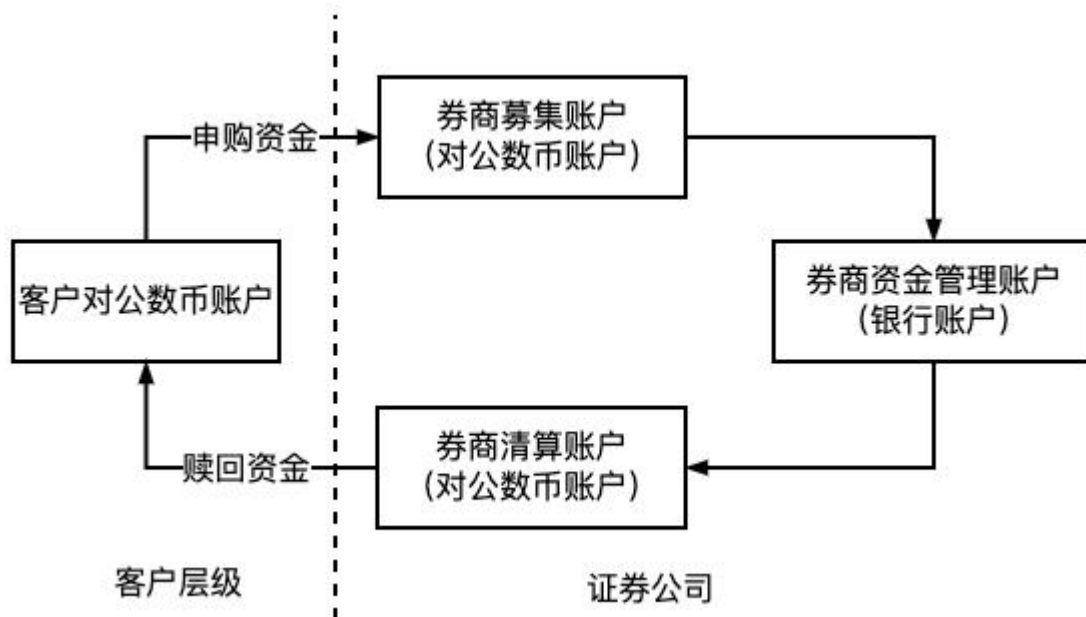 券商募集账户
（对公数币账户）
申购资金
客户对公数币账户
券商资金管理账户
（银行账户）
券商清算账户
（对公数币账户）
赎回资金
客户层级
证券公司